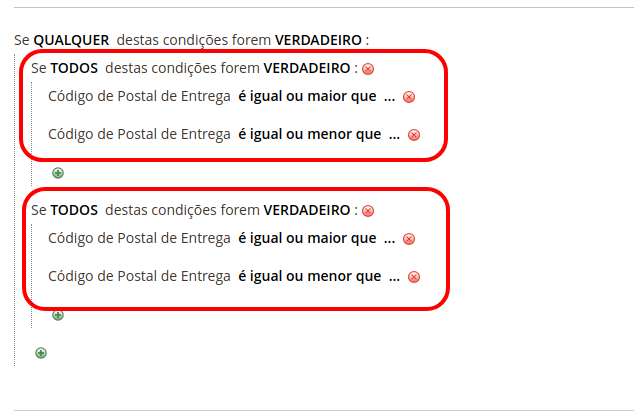 Se QUALQUER destas condições forem VERDADEIRO :
Se TODOS destas condições forem VERDADEIRO :
Código de Postal de Entrega é igual ou maior que ...
Código de Postal de Entrega é igual ou menor que ...
Se TODOS destas condições forem VERDADEIRO :
Código de Postal de Entrega é igual ou maior que ...
Código de Postal de Entrega é igual ou menor que ...